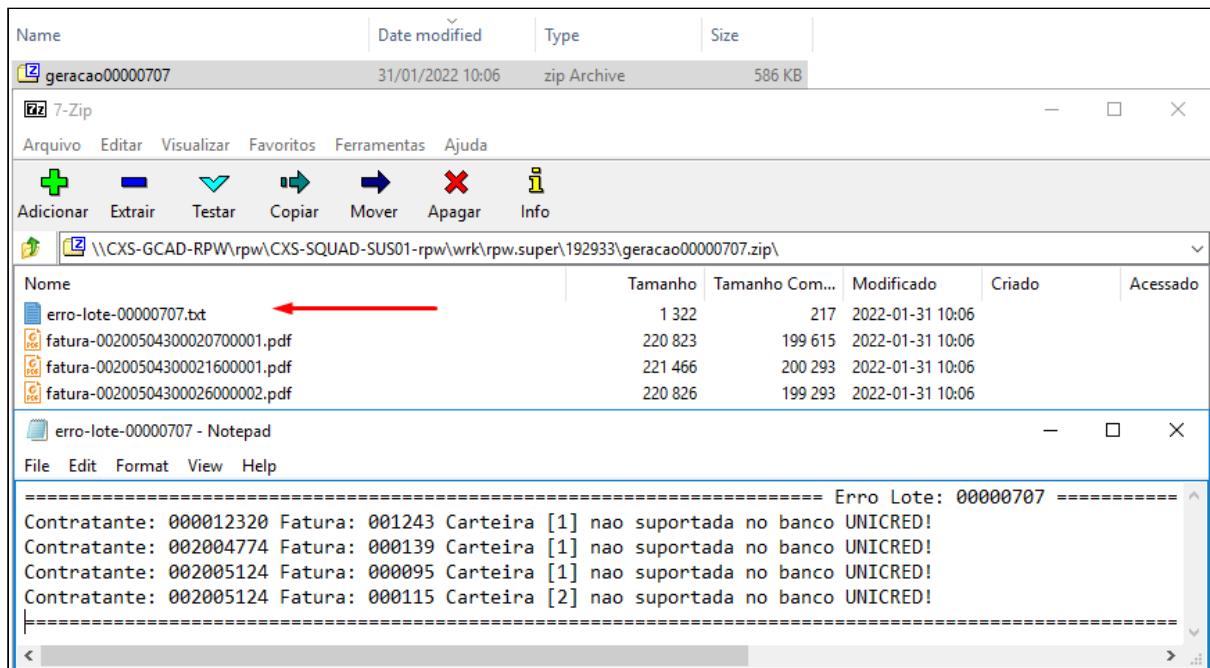 Name Date modified Type Size
geracao00000707 31/01/2022 10:06 zip Archive 586 KB
7-Zip
Arquivo Editar Visualizar Favoritos Ferramentas Ajuda
Adicionar Extrair Testar Copiar Mover Apagar Info
\\CXS-GCAD-RPW\rpw\CXS-SQUAD-SUS01-rpw\wrk\rpw.super\192933\geracao00000707.zip\
Nome Tamanho Tamanho Com... Modificado Criado Acessado
erro-lote-00000707.txt 1 322 217 2022-01-31 10:06
fatura-00200504300020700001.pdf 220 823 199 615 2022-01-31 10:06
fatura-00200504300021600001.pdf 221 466 200 293 2022-01-31 10:06
fatura-00200504300026000002.pdf 220 826 199 293 2022-01-31 10:06
erro-lote-00000707 - Notepad
File Edit Format View Help
======================================================================== Erro Lote: 00000707 ===========
Contratante: 000012320 Fatura: 001243 Carteira [1] nao suportada no banco UNICRED!
Contratante: 002004774 Fatura: 000139 Carteira [1] nao suportada no banco UNICRED!
Contratante: 002005124 Fatura: 000095 Carteira [1] nao suportada no banco UNICRED!
Contratante: 002005124 Fatura: 000115 Carteira [2] nao suportada no banco UNICRED!
========================================================================================================